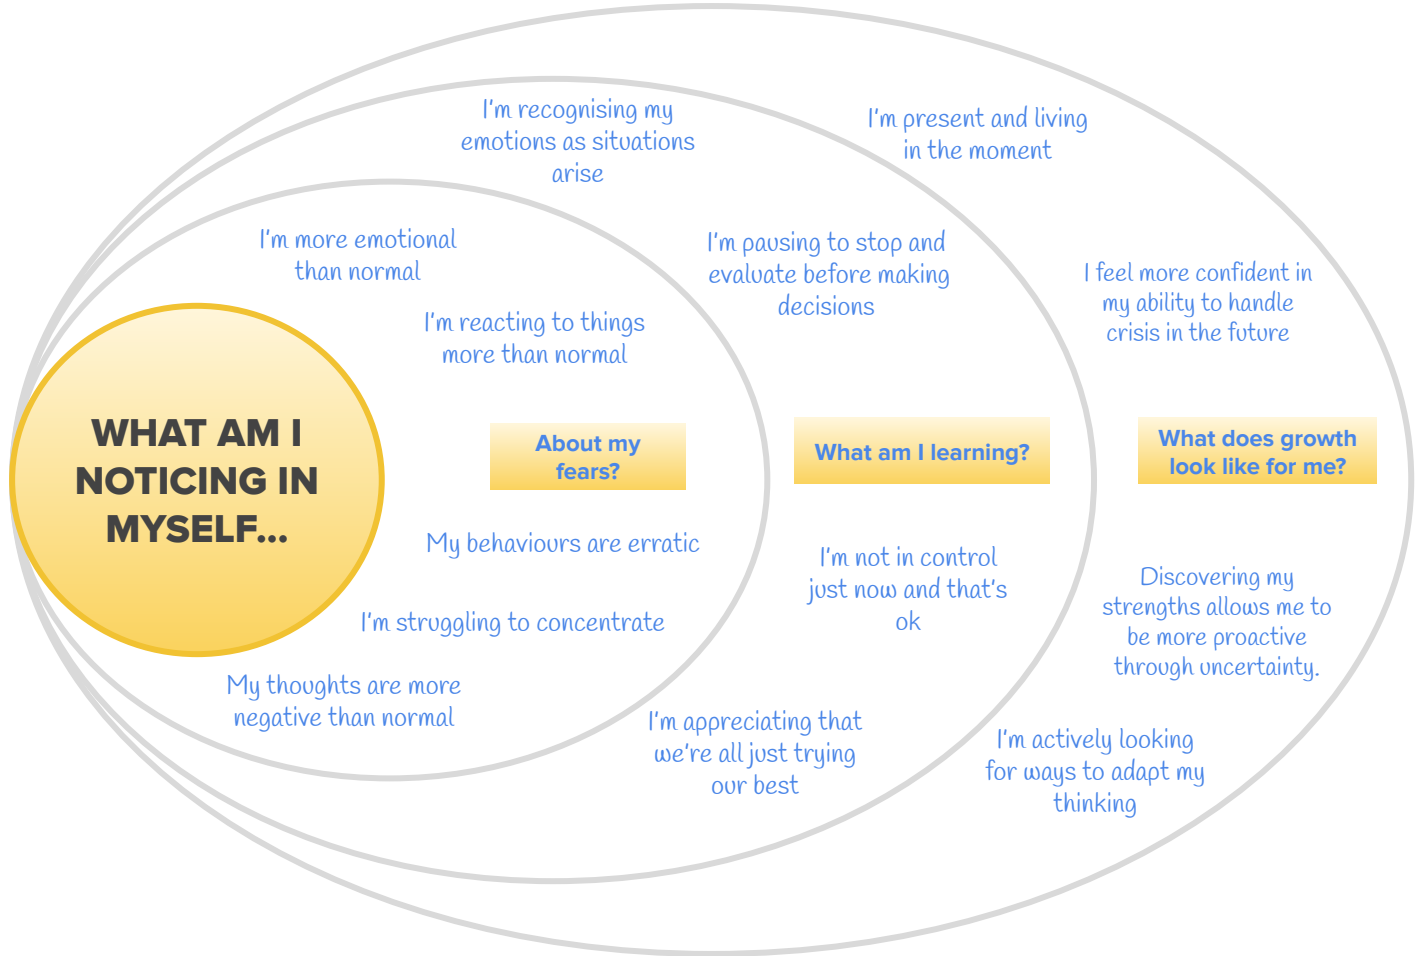 WHAT AM I
NOTICING IN
MYSELF...
I'm more emotional
than normal
I'm reacting to things
more than normal
About my
fears?
My behaviours are erratic
I'm struggling to concentrate
My thoughts are more
negative than normal
I'm recognising my
emotions as situations
arise
I'm pausing to stop and
evaluate before making
decisions
What am I learning?
I'm not in control
just now and that's
ok
I'm appreciating that
we're all just trying
our best
I'm present and living
in the moment
I feel more confident in
my ability to handle
crisis in the future
What does growth
look like for me?
Discovering my
strengths allows me to
be more proactive
through uncertainty.
I'm actively looking
for ways to adapt my
thinking